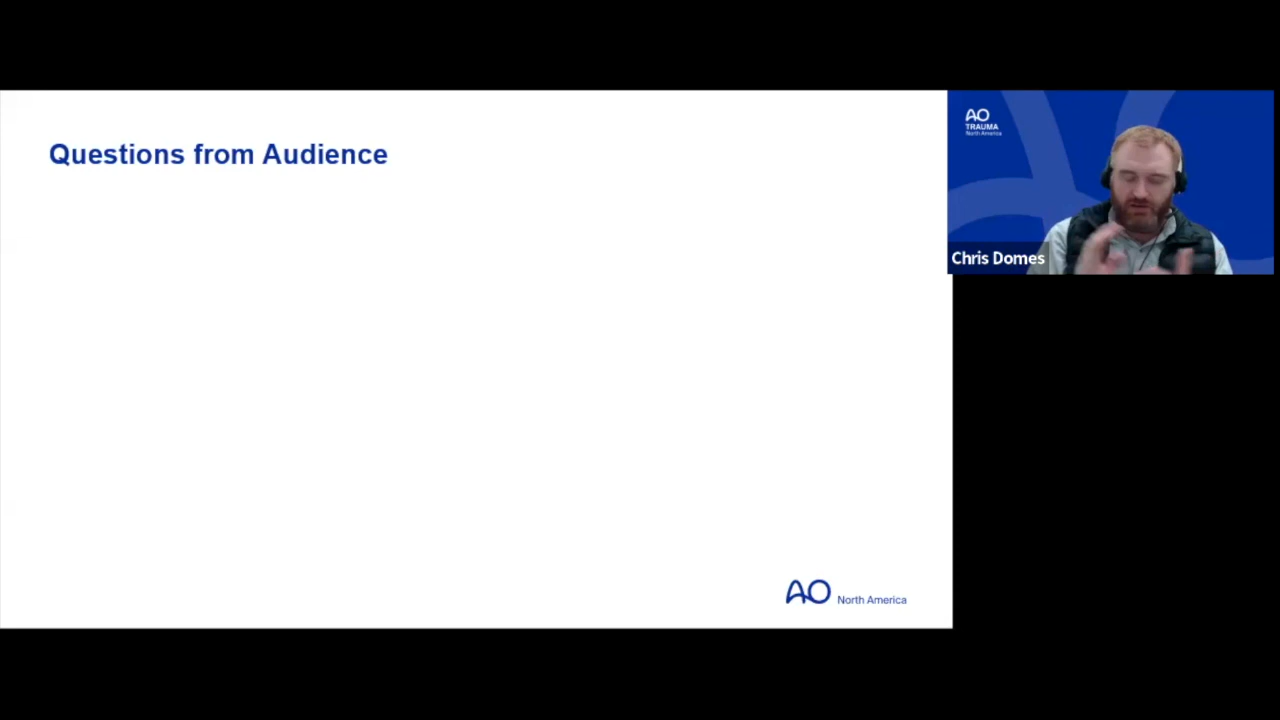 Questions from Audience
AO
TRAUMA
North America
Chris Domes
AO North America